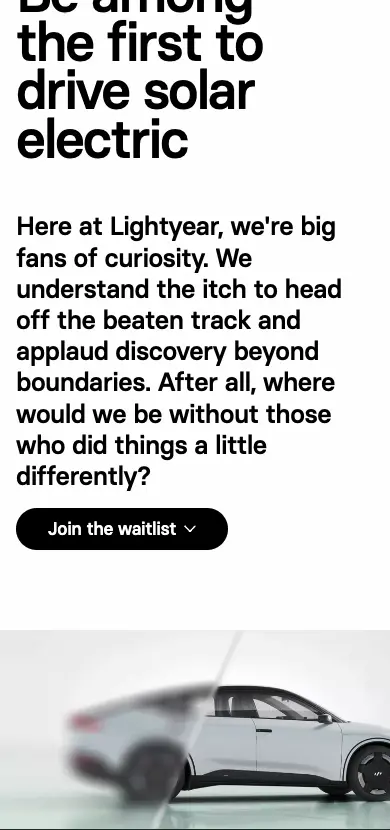 Be among
the first to
drive solar
electric
Here at Lightyear, we're big
fans of curiosity. We
understand the itch to head
off the beaten track and
applaud discovery beyond
boundaries. After all, where
would we be without those
who did things a little
differently?
Join the waitlist